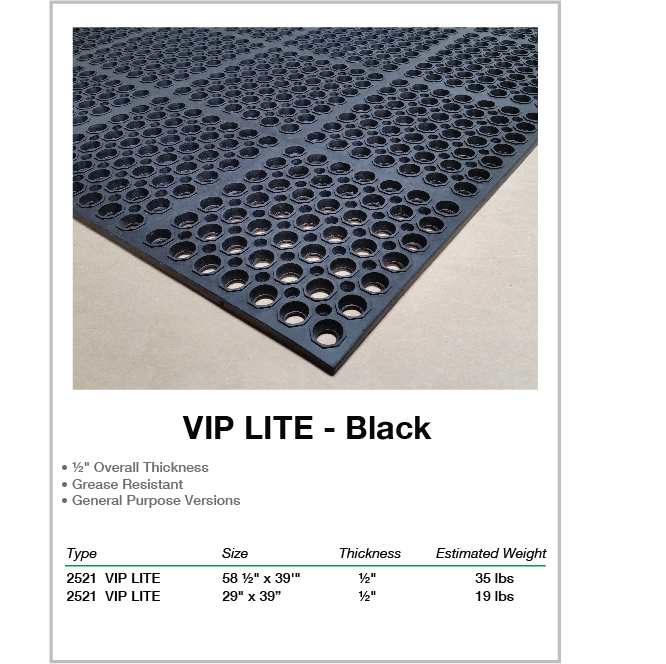 VIP LITE - Black
• ½" Overall Thickness
• Grease Resistant
• General Purpose Versions
Type Size Thickness Estimated Weight
2521 VIP LITE 58 ½" x 39'" ½" 35 lbs
2521 VIP LITE 29" x 39” ½" 19 lbs